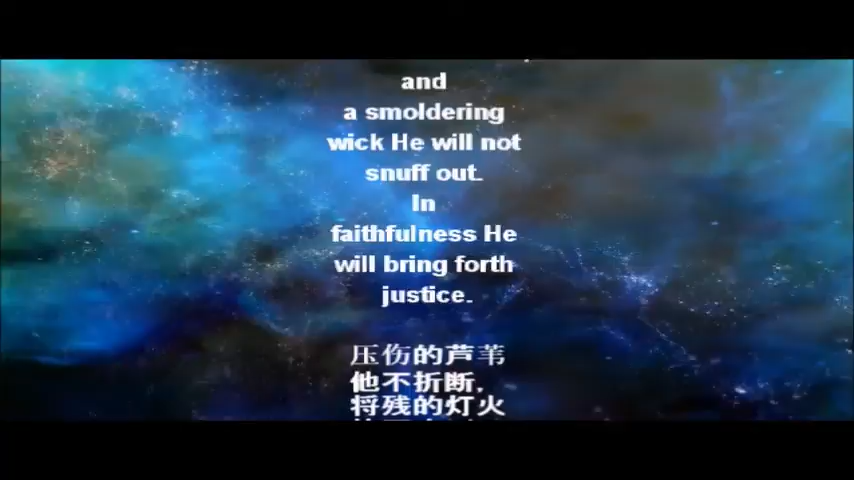 and
a smoldering
wick He will not
snuff out.
In
faithfulness He
will bring forth
justice.
压伤的芦苇
他不折断,
将残的灯火